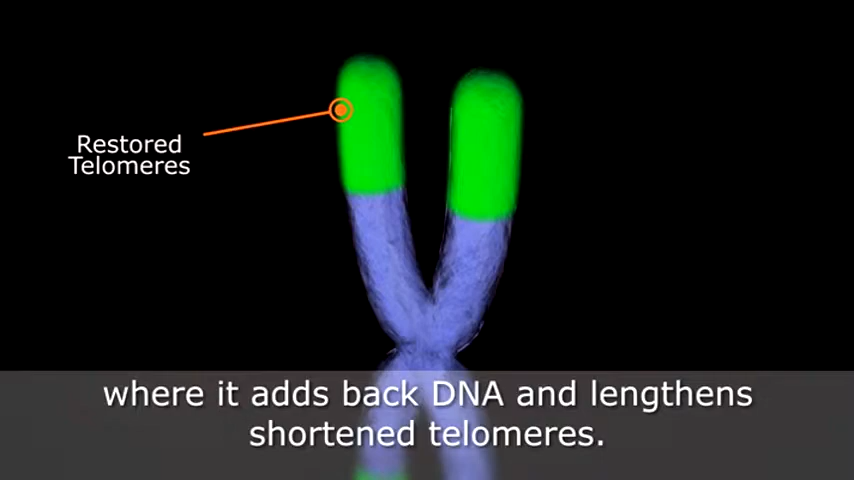 Restored
Telomeres
where it adds back DNA and lengthens
shortened telomeres.